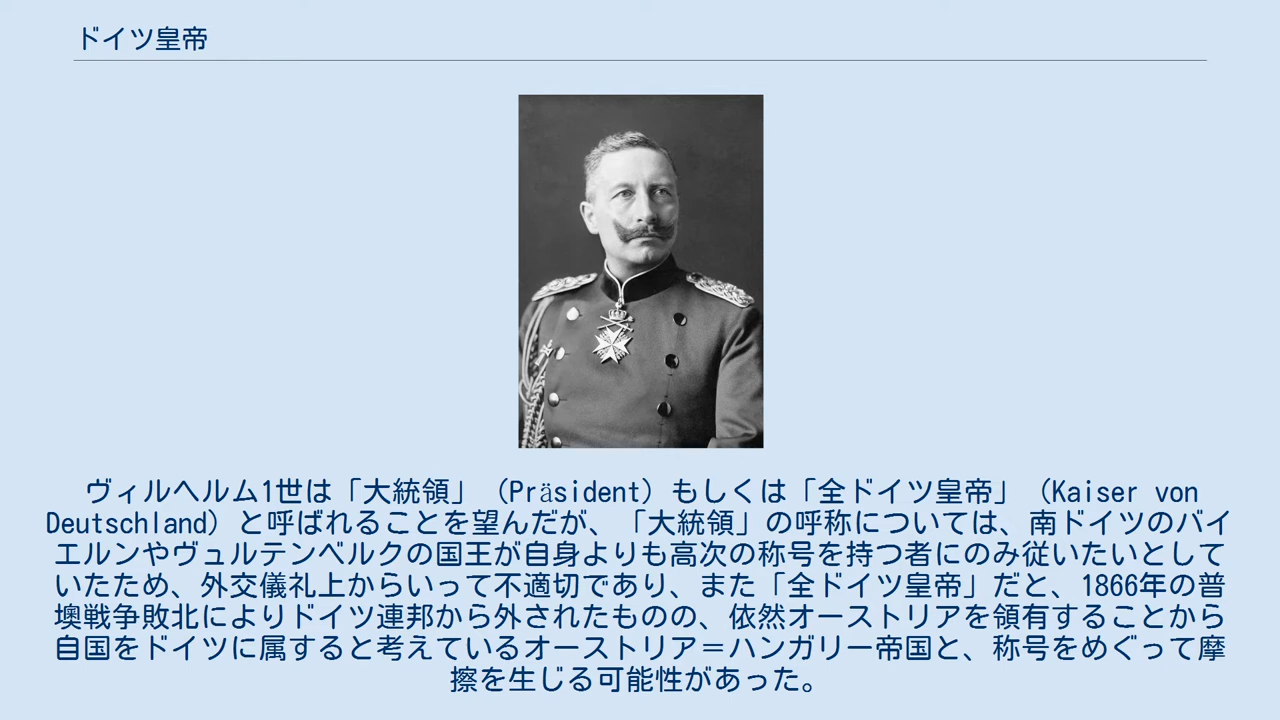 ドイツ皇帝
ヴィルヘルム1世は「大統領」（Präsident）もしくは「全ドイツ皇帝」（Kaiser von
Deutschland）と呼ばれることを望んだが、「大統領」の呼称については、南ドイツのバイ
エルンやヴュルテンベルクの国王が自身よりも高次の称号を持つ者にのみ従いたいとして
いたため、外交儀礼上からいって不適切であり、また「全ドイツ皇帝」だと、1866年の普
墺戦争敗北によりドイツ連邦から外されたものの、依然オーストリアを領有することから
自国をドイツに属すると考えているオーストリア＝ハンガリー帝国と、称号をめぐって摩
擦を生じる可能性があった。